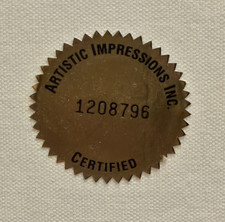 ARTISTIC IMPRESSIONS INC.
1208796
CERTIFIED